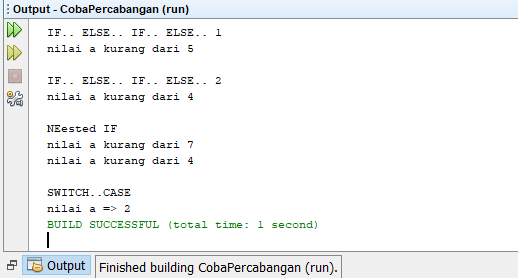 Output - CobaPercabangan (run)
IF.. ELSE.. IF.. ELSE.. 1
nilai a kurang dari 5
IF.. ELSE.. IF.. ELSE.. 2
nilai a kurang dari 4
NEested IF
nilai a kurang dari 7
nilai a kurang dari 4
SWITCH..CASE
nilai a => 2
BUILD SUCCESSFUL (total time: 1 second)
Output
Finished building CobaPercabangan (run).